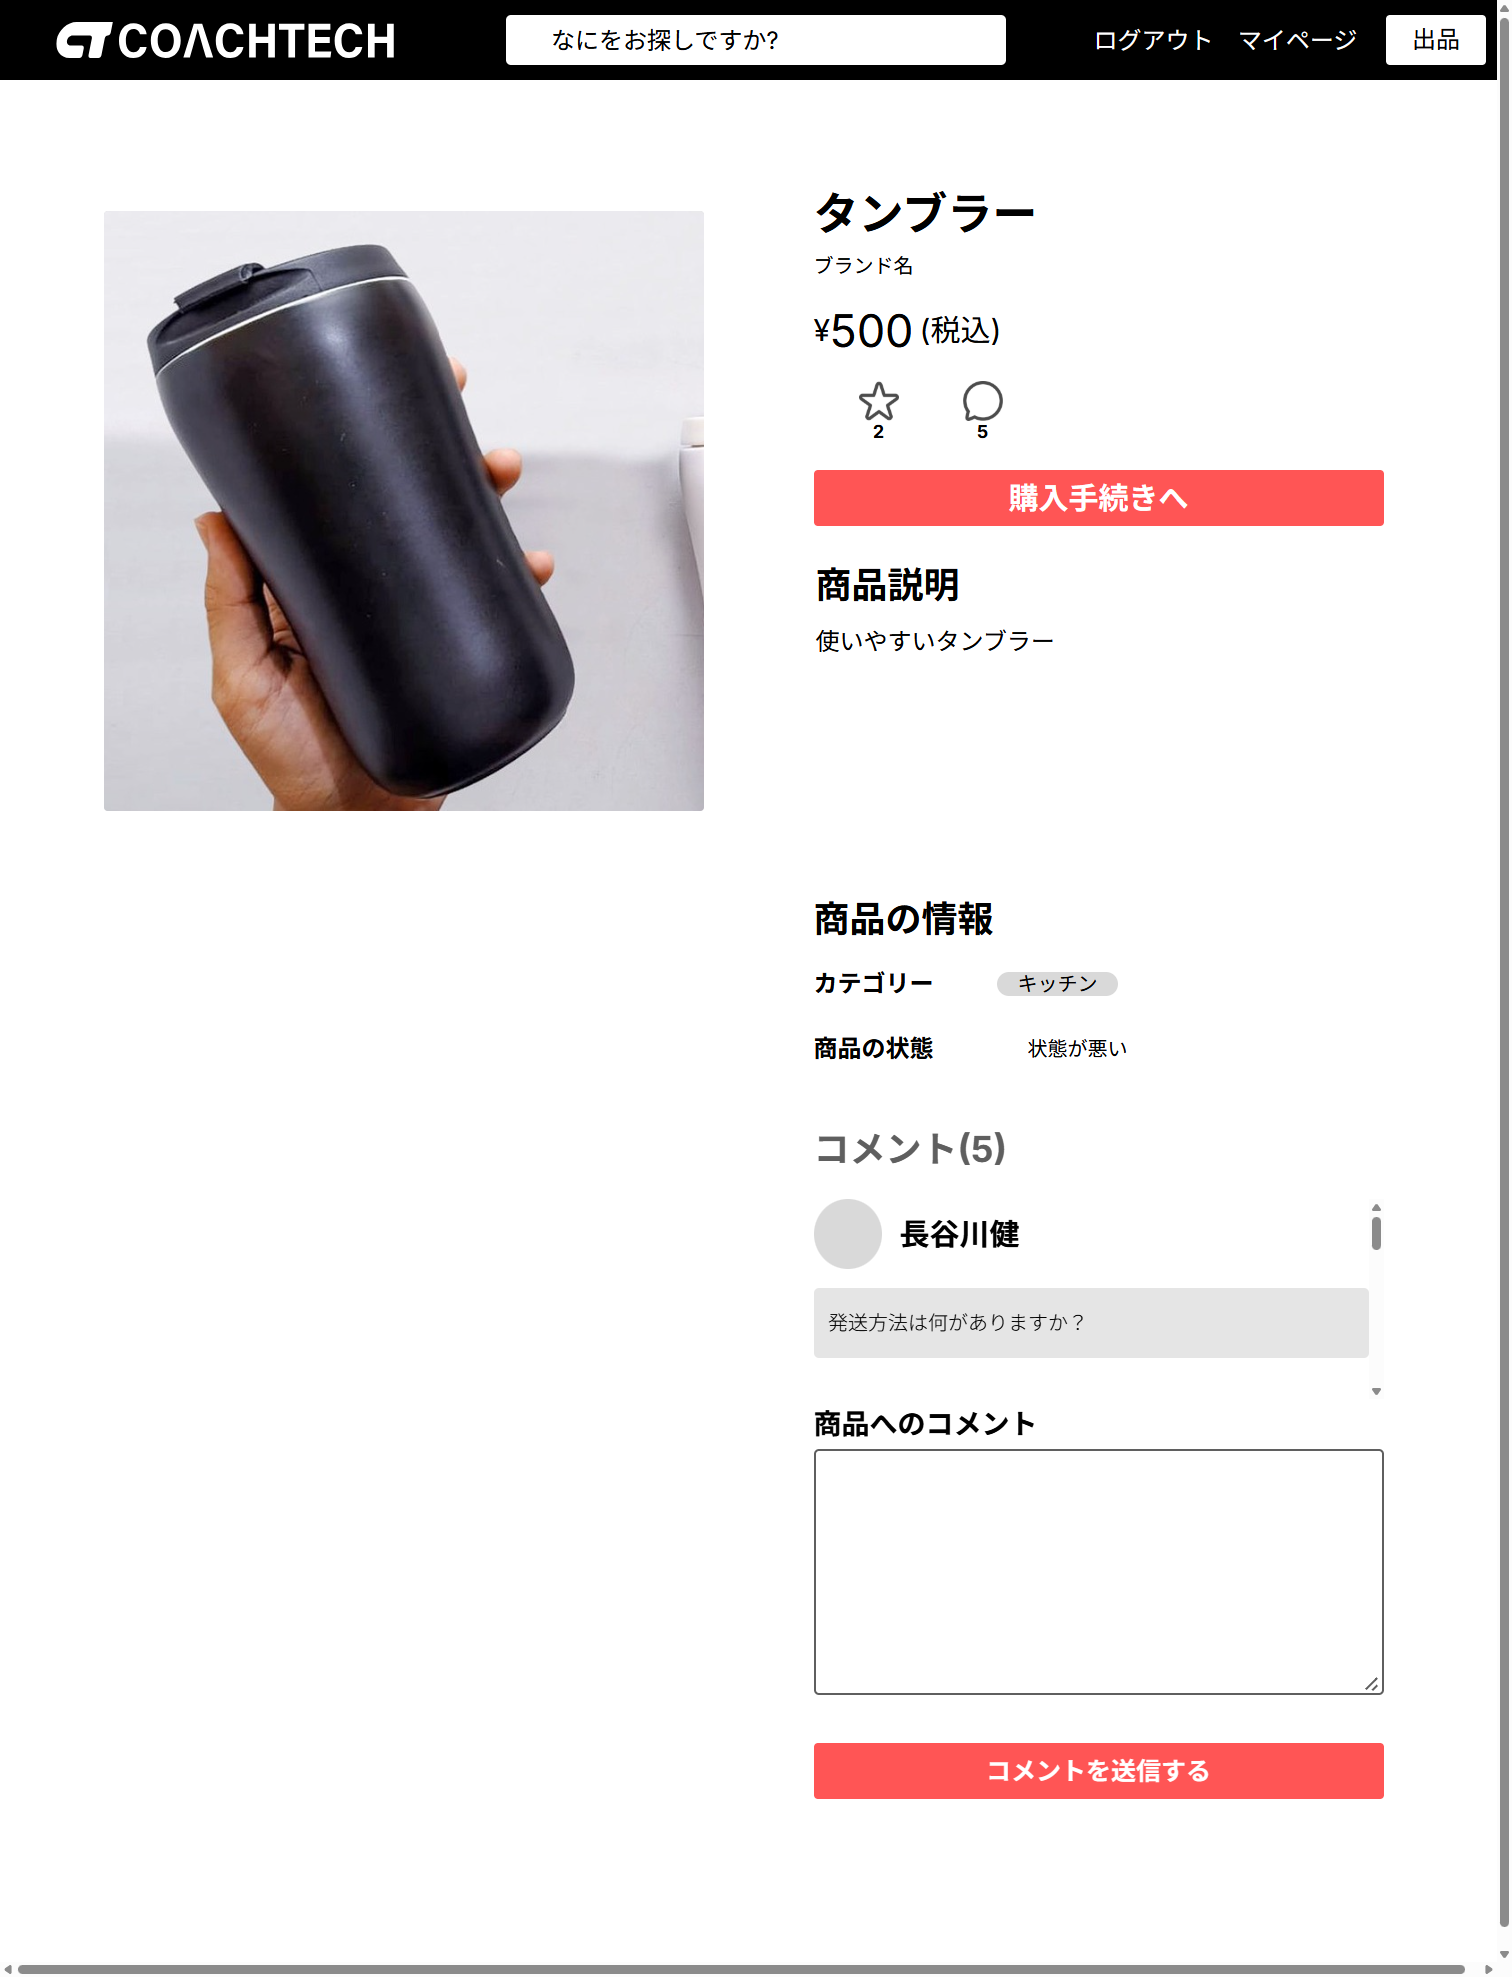 COACHTECH
なにをお探しですか?
ログアウト マイページ 出品
タンブラー
ブランド名
¥500 (税込)
2 5
購入手続きへ
商品説明
使いやすいタンブラー
商品の情報
カテゴリー キッチン
商品の状態 状態が悪い
コメント(5)
長谷川健
発送方法は何がありますか？
商品へのコメント
コメントを送信する